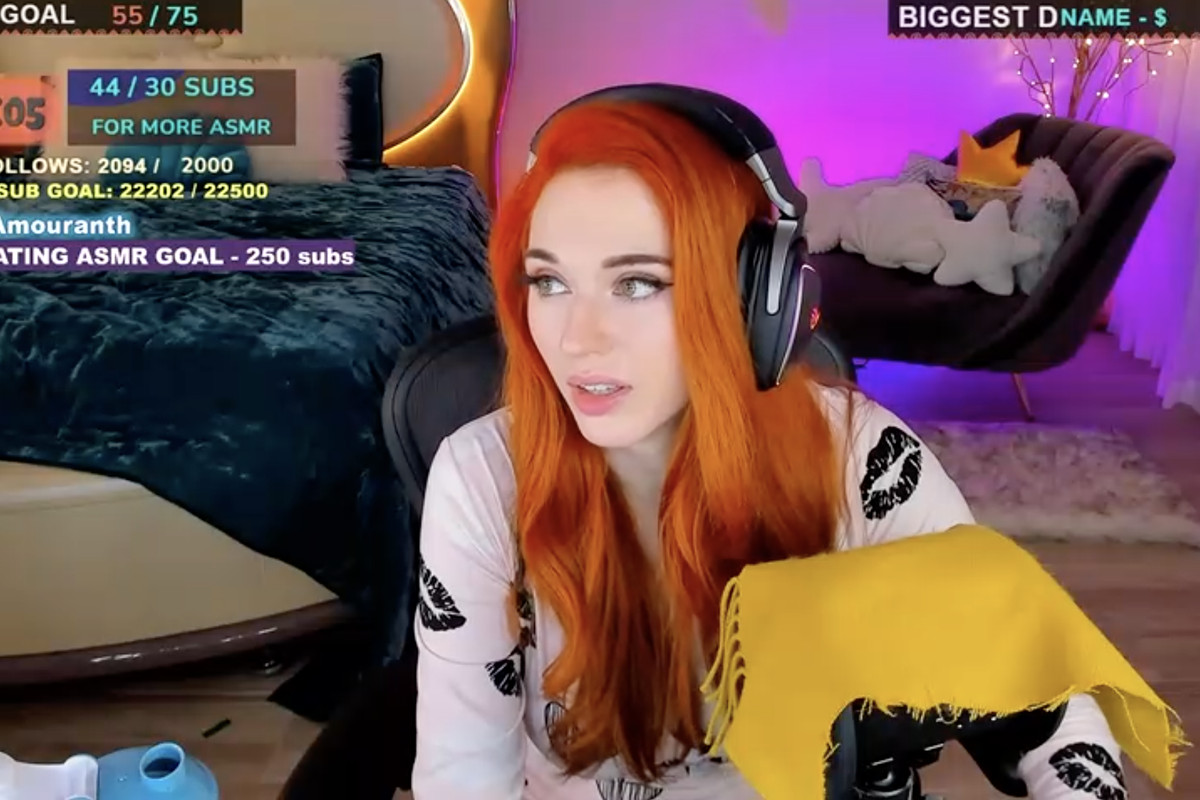 GOAL 55 / 75
BIGGEST D NAME - $
44 / 30 SUBS
FOR MORE ASMR
OLLOWS: 2094 / 2000
SUB GOAL: 22202 / 22500
Amouranth
ATING ASMR GOAL - 250 subs